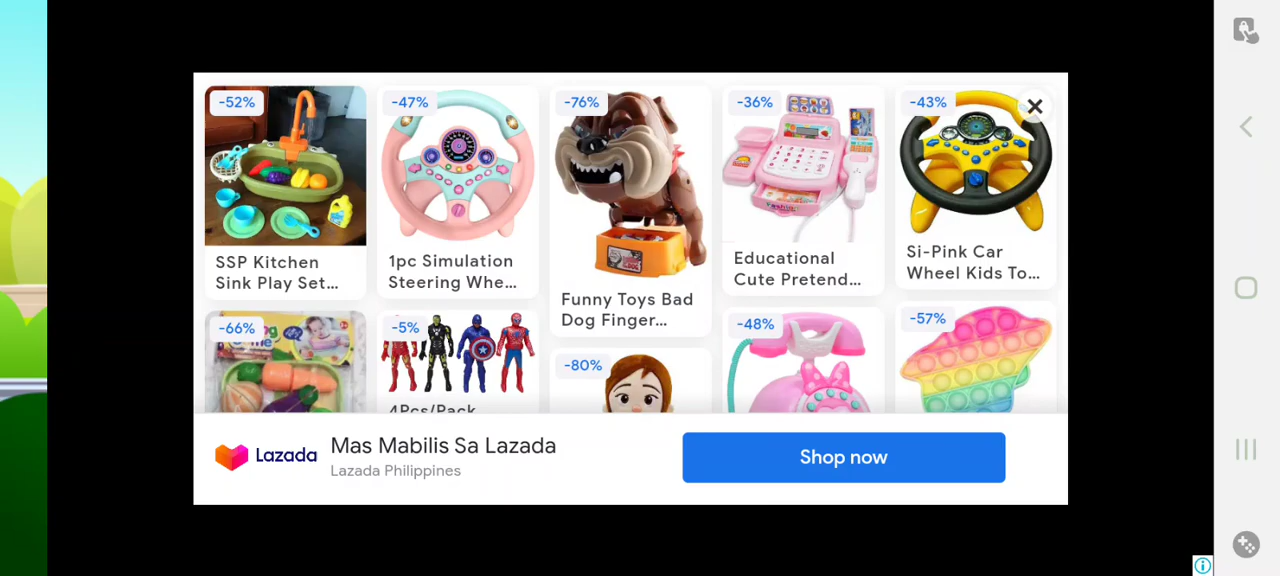 -52%
-47%
-76%
-36%
-43%
SSP Kitchen
Sink Play Set...
1pc Simulation
Steering Whe...
Funny Toys Bad
Dog Finger...
Educational
Cute Pretend...
Si-Pink Car
Wheel Kids To...
-66%
-5%
-80%
-48%
-57%
4Pcs/Pack
Lazada
Mas Mabilis Sa Lazada
Lazada Philippines
Shop now